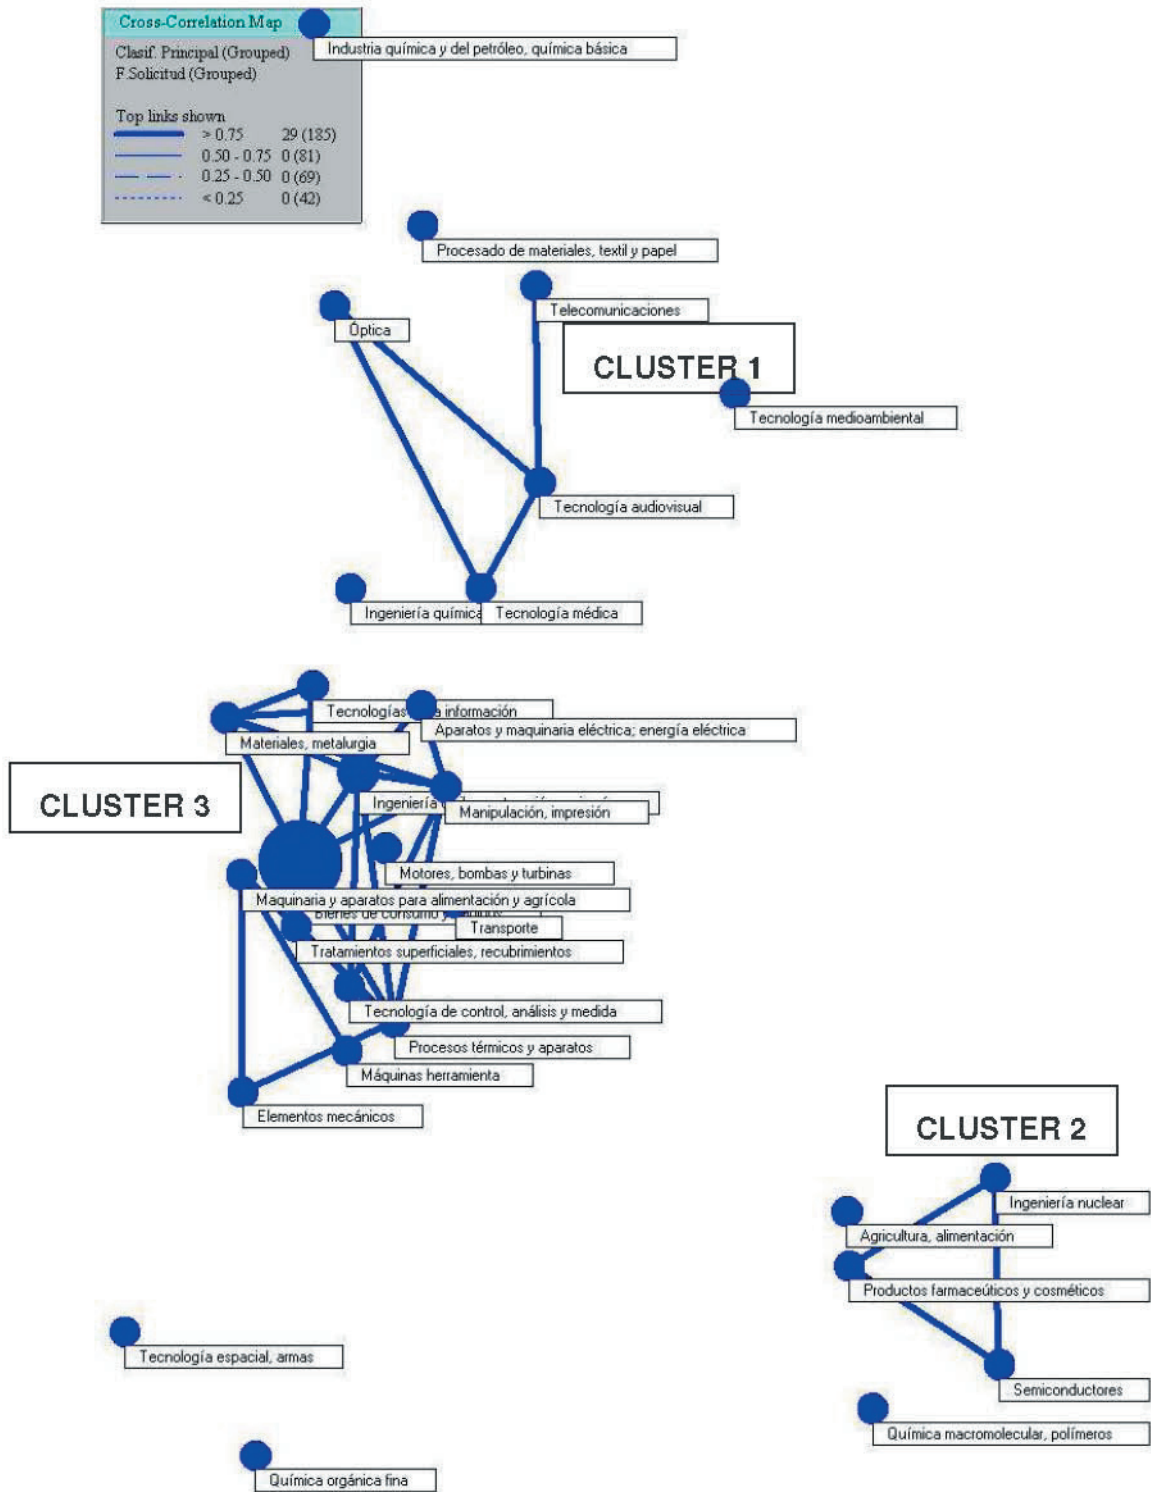 Cross-Correlation Map
Industria química y del petróleo, química básica
Clasif. Principal (Grouped)
F.Solicitud (Grouped)
Top links shown
> 0.75 29 (185)
0.50 - 0.75 0 (81)
0.25 - 0.50 0 (69)
< 0.25 0 (42)
Procesado de materiales, textil y papel
Telecomunicaciones
Óptica
CLUSTER 1
Tecnología medioambiental
Tecnología audiovisual
Ingeniería química
Tecnología médica
Tecnologías información
Aparatos y maquinaria eléctrica; energía eléctrica
Materiales, metalurgia
CLUSTER 3
Ingeniería
Manipulación, impresión
Motores, bombas y turbinas
Maquinaria y aparatos para alimentación y agrícola
Bienes de consumo y
Transporte
Tratamientos superficiales, recubrimientos
Tecnología de control, análisis y medida
Procesos térmicos y aparatos
Máquinas herramienta
Elementos mecánicos
CLUSTER 2
Ingeniería nuclear
Agricultura, alimentación
Productos farmaceúticos y cosméticos
Tecnología espacial, armas
Semiconductores
Química macromolecular, polímeros
Química orgánica fina